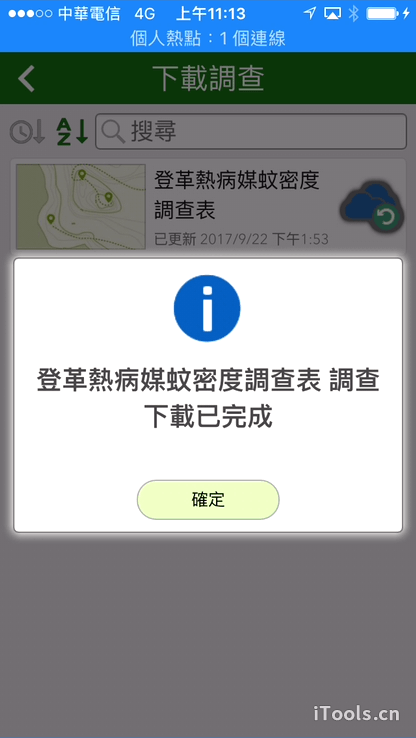 中華電信 4G 上午11:13
個人熱點：1 個連線
下載調查
AZ 搜尋
登革熱病媒蚊密度
調查表
已更新 2017/9/22 下午1:53
登革熱病媒蚊密度調查表 調查
下載已完成
確定
iTools.cn